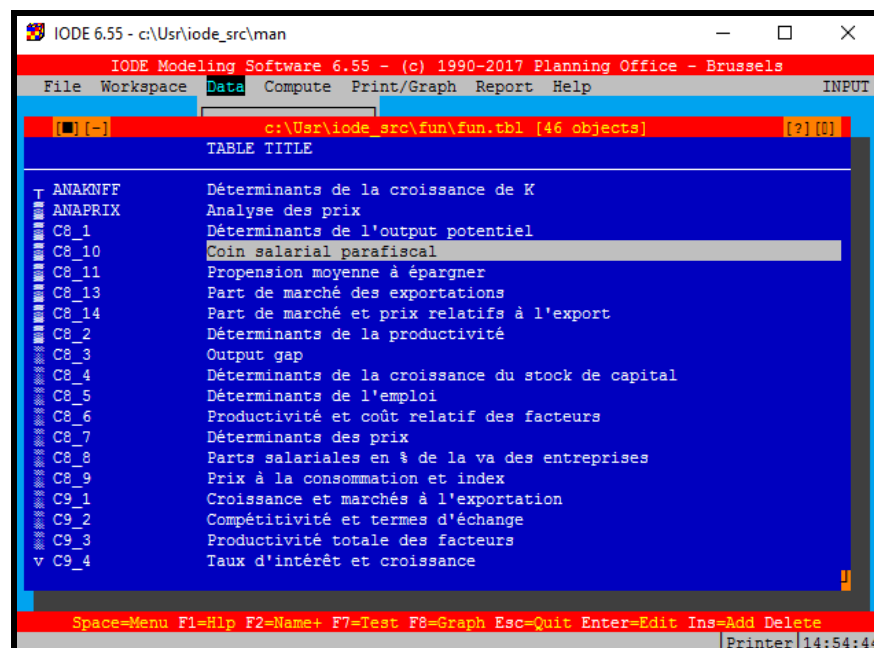 IODE 6.55 - c:\Usr\iode_src\man
IODE Modeling Software 6.55 - (c) 1990-2017 Planning Office - Brussels
File Workspace Data Compute Print/Graph Report Help INPUT
[■][-] c:\Usr\iode_src\fun\fun.tbl [46 objects] [?][▯]
TABLE TITLE
ANAKNFF Déterminants de la croissance de K
ANAPRIX Analyse des prix
C8_1 Déterminants de l'output potentiel
C8_10 Coin salarial parafiscal
C8_11 Propension moyenne à épargner
C8_13 Part de marché des exportations
C8_14 Part de marché et prix relatifs à l'export
C8_2 Déterminants de la productivité
C8_3 Output gap
C8_4 Déterminants de la croissance du stock de capital
C8_5 Déterminants de l'emploi
C8_6 Productivité et coût relatif des facteurs
C8_7 Déterminants des prix
C8_8 Parts salariales en % de la va des entreprises
C8_9 Prix à la consommation et index
C9_1 Croissance et marchés à l'exportation
C9_2 Compétitivité et termes d'échange
C9_3 Productivité totale des facteurs
v C9_4 Taux d'intérêt et croissance
Space=Menu F1=Hlp F2=Name+ F7=Test F8=Graph Esc=Quit Enter=Edit Ins=Add Delete
Printer 14:54:44